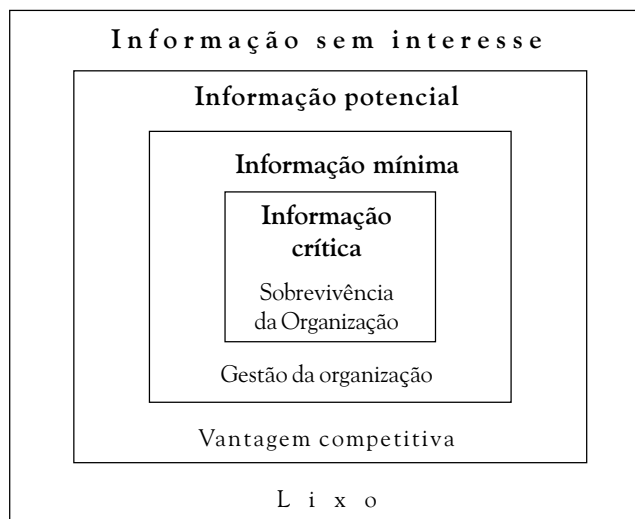 Informação sem interesse
Informação potencial
Informação mínima
Informação
crítica
Sobrevivência
da Organização
Gestão da organização
Vantagem competitiva
Lixo